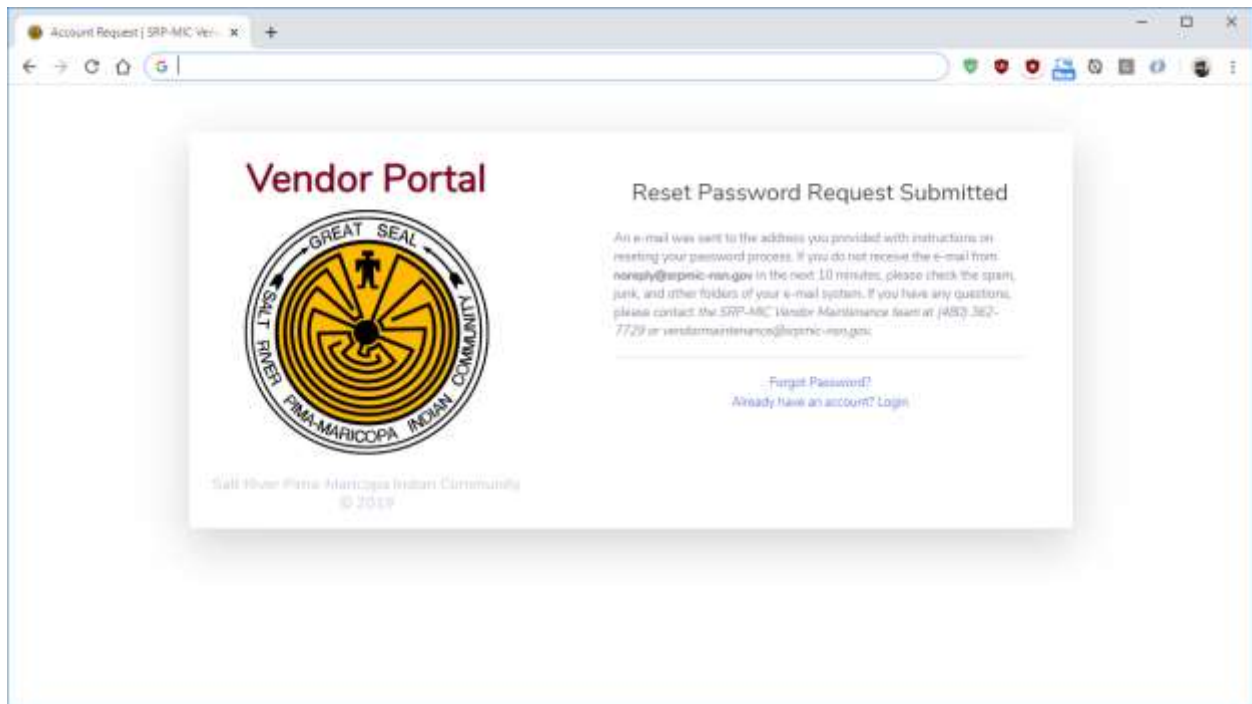 Account Request | SRP-MIC Ven
Vendor Portal
GREAT SEAL
SALT RIVER PIMA-MARICOPA INDIAN COMMUNITY
Salt River Pima-Maricopa Indian Community
© 2019
Reset Password Request Submitted
An e-mail was sent to the address you provided with instructions on
reseting your password process. If you do not receive the e-mail from
noreply@srpmic-nsn.gov in the next 10 minutes, please check the spam,
junk, and other folders of your e-mail system. If you have any questions,
please contact the SRP-MIC Vendor Maintenance team at (480) 362-
7729 or vendormaintenance@srpmic-nsn.gov.
Forgot Password?
Already have an account? Login